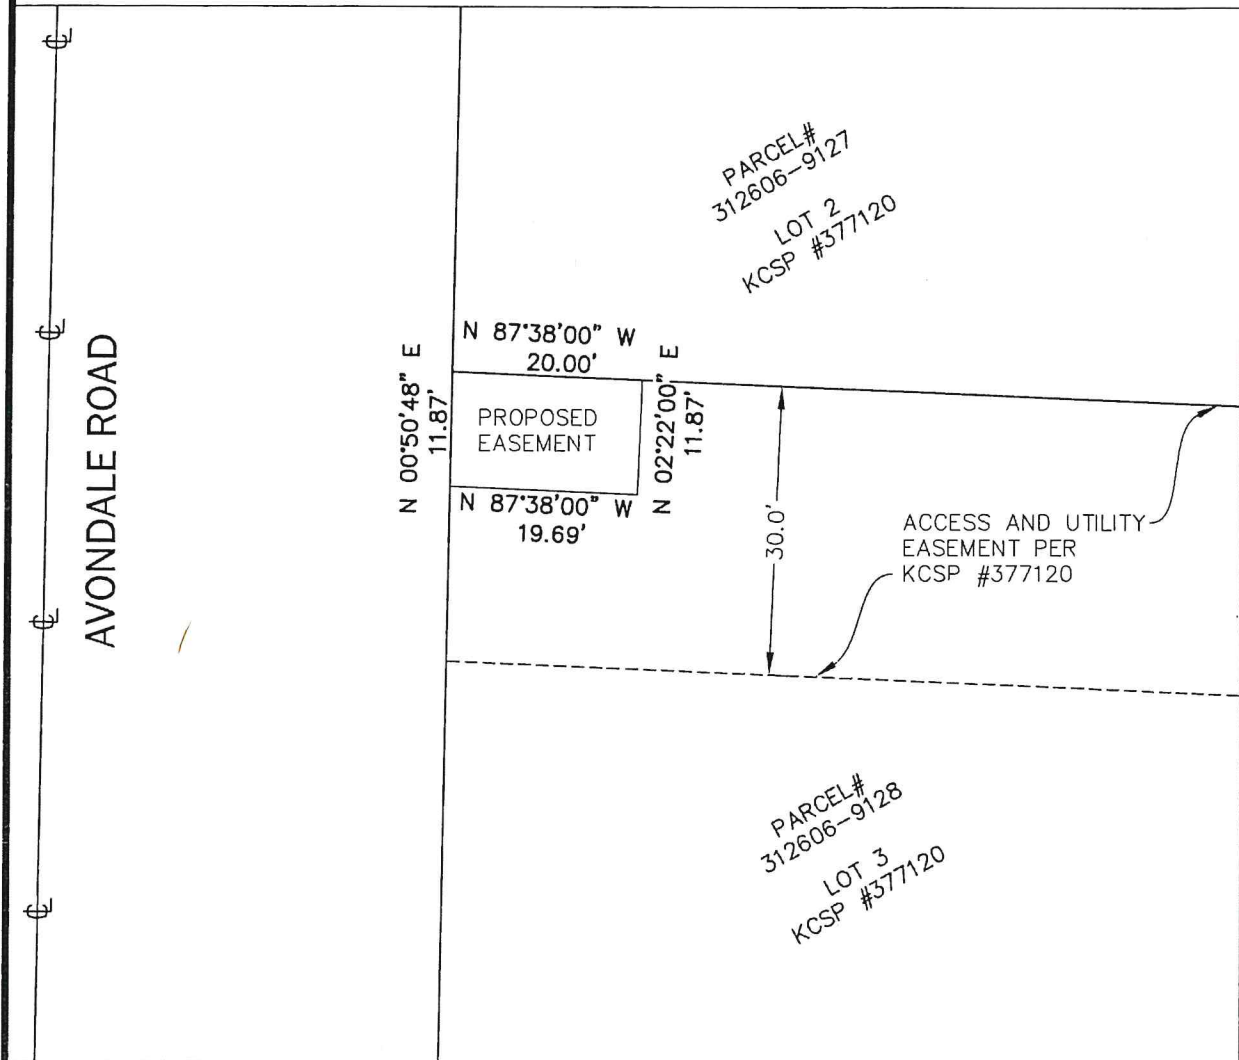 ℄
℄
℄
℄
AVONDALE ROAD
PARCEL#
312606-9127
LOT 2
KCSP #377120
N 87°38'00" W
20.00'
N 00°50'48" E
11.87'
PROPOSED
EASEMENT
N 02°22'00" E
11.87'
N 87°38'00" W
19.69'
30.0'
ACCESS AND UTILITY
EASEMENT PER
KCSP #377120
PARCEL#
312606-9128
LOT 3
KCSP #377120